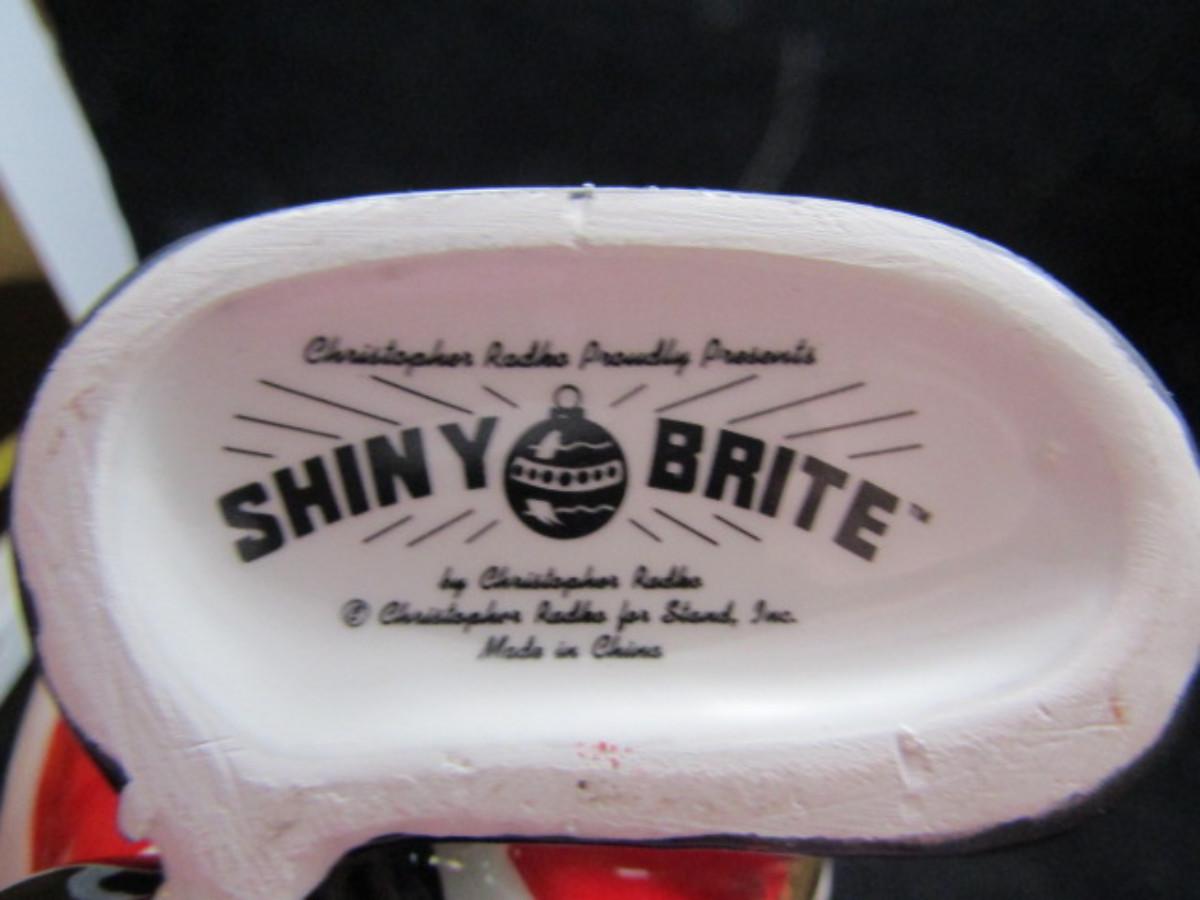 Christopher Radko Proudly Presents
SHINY BRITE™
by Christopher Radko
© Christopher Radko for Stand, Inc.
Made in China